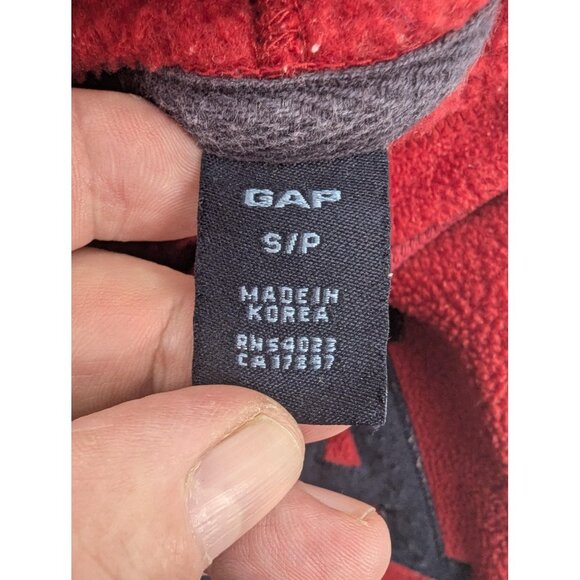 GAP
S/P
MADE IN
KOREA
RN54023
CA17897